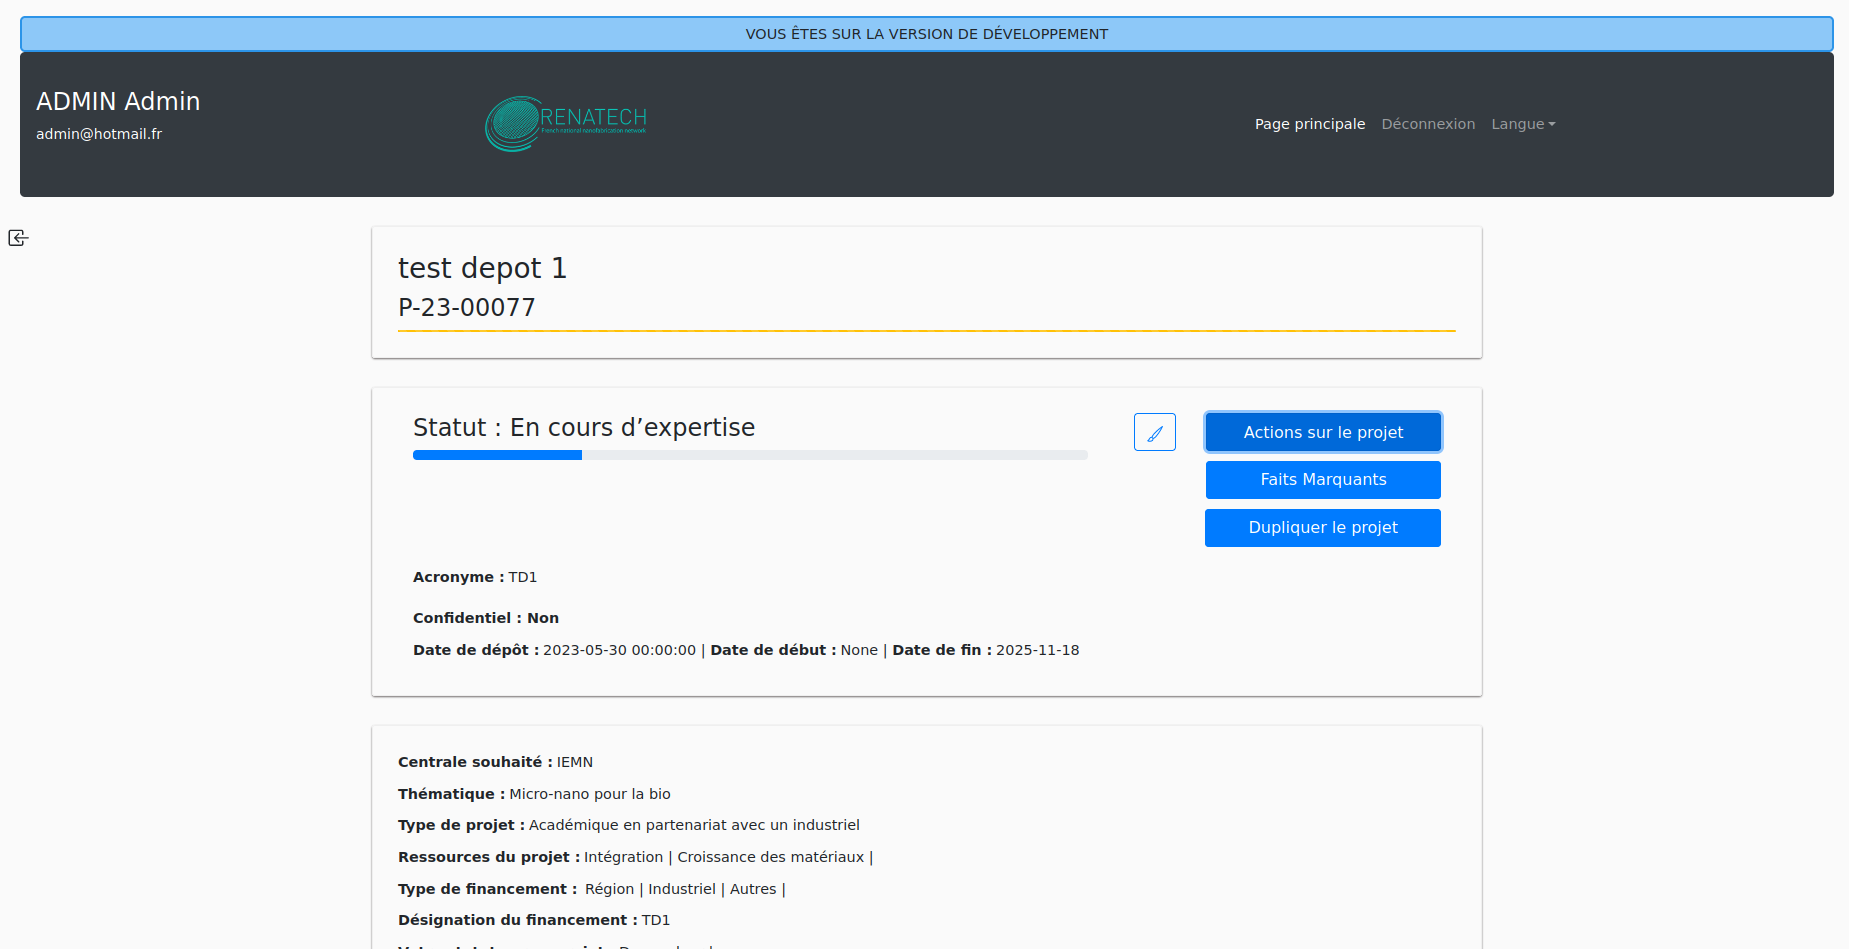 VOUS ÊTES SUR LA VERSION DE DÉVELOPPEMENT
ADMIN Admin
admin@hotmail.fr
RENATECH
French national nanofabrication network
Page principale Déconnexion Langue
test depot 1
P-23-00077
Statut : En cours d’expertise
Actions sur le projet
Faits Marquants
Dupliquer le projet
Acronyme : TD1
Confidentiel : Non
Date de dépôt : 2023-05-30 00:00:00 | Date de début : None | Date de fin : 2025-11-18
Centrale souhaité : IEMN
Thématique : Micro-nano pour la bio
Type de projet : Académique en partenariat avec un industriel
Ressources du projet : Intégration | Croissance des matériaux |
Type de financement : Région | Industriel | Autres |
Désignation du financement : TD1